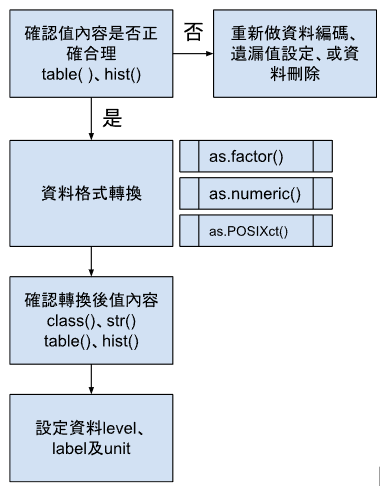 確認值內容是否正
確合理
table( )、hist()
否
重新做資料編碼、
遺漏值設定、或資
料刪除
是
資料格式轉換
as.factor()
as.numeric()
as.POSIXct()
確認轉換後值內容
class()、str()
table()、hist()
設定資料level、
label及unit